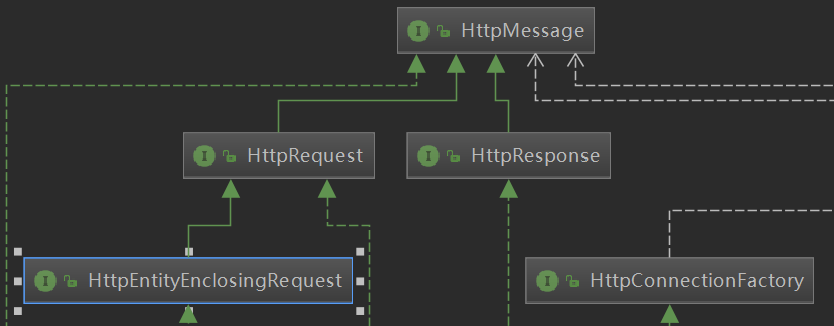 I HttpMessage
I HttpRequest
I HttpResponse
I HttpEntityEnclosingRequest
I HttpConnectionFactory